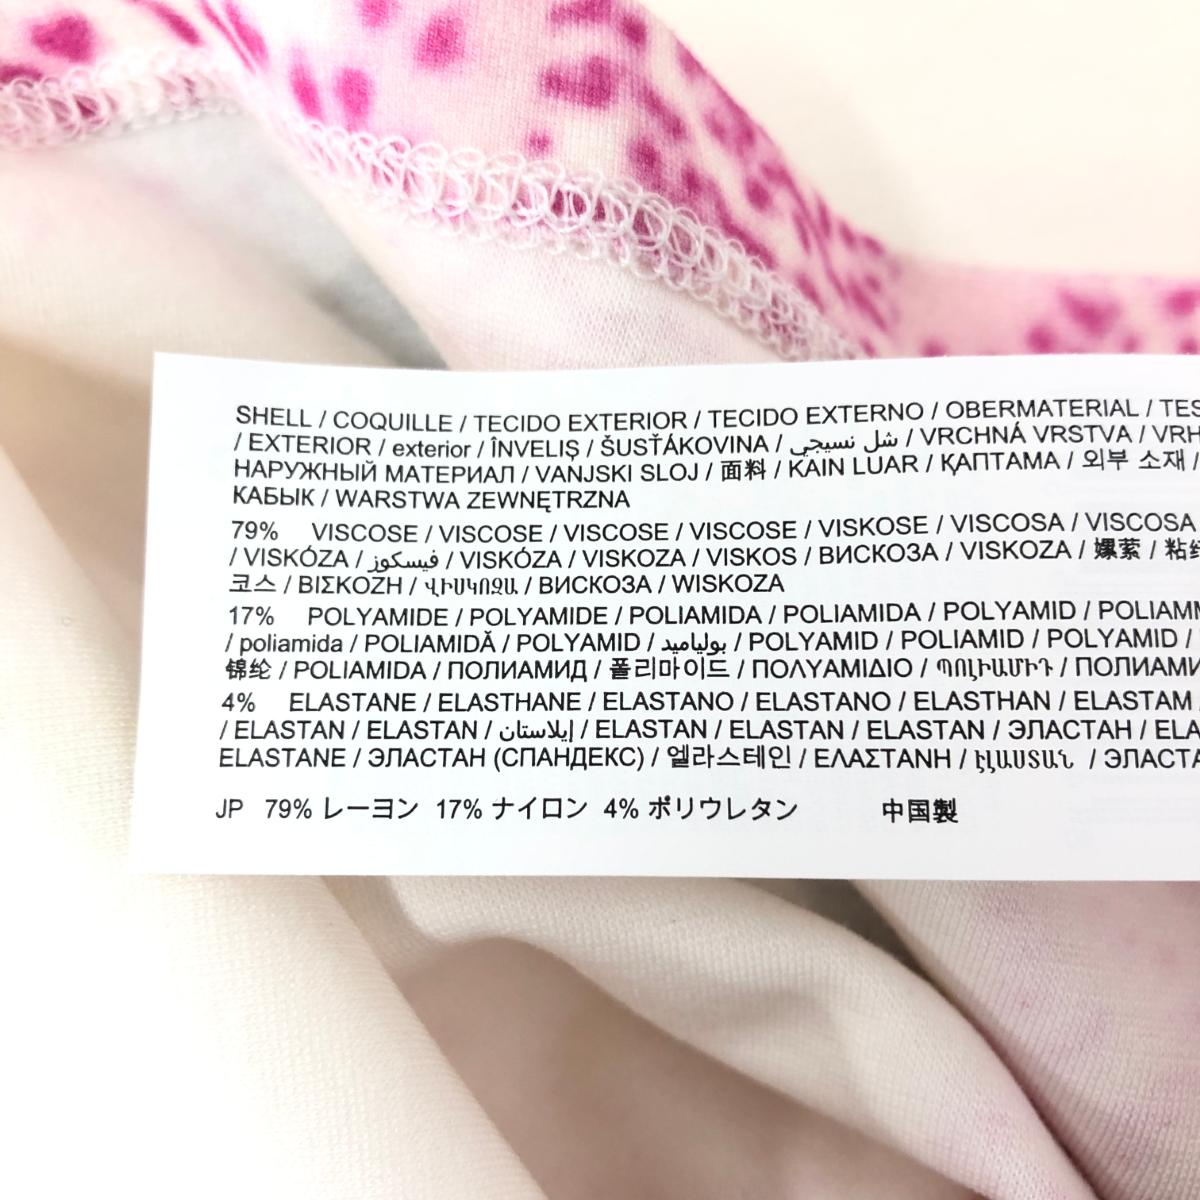 SHELL / COQUILLE / TECIDO EXTERIOR / TECIDO EXTERNO / OBERMATERIAL / TES
/ EXTERIOR / exterior / ÎNVELIȘ / ŠUSŤÁKOVINA / شل نسيجي / VRCHNÁ VRSTVA / VRH
НАРУЖНЫЙ МАТЕРИАЛ / VANJSKI SLOJ / 面料 / KAIN LUAR / ҚАПТАМА / 외부 소재 /
КАБЫК / WARSTWA ZEWNĘTRZNA
79% VISCOSE / VISCOSE / VISCOSE / VISCOSE / VISKOSE / VISCOSA / VISCOSA
/ VISKÓZA / فيسكوز / VISKÓZA / VISKOZA / VISKOS / ВИСКОЗА / VISKOZA / 嫘萦 / 粘纤
코스 / ΒΙΣΚΟΖΗ / ՎԻՍԿՈԶԱ / ВИСКОЗА / WISKOZA
17% POLYAMIDE / POLYAMIDE / POLIAMIDA / POLIAMIDA / POLYAMID / POLIAMM
/ poliamida / POLIAMIDĂ / POLYAMID / بولياميد / POLYAMID / POLIAMID / POLYAMID /
锦纶 / POLIAMIDA / ПОЛИАМИД / 폴리마이드 / ΠΟΛΥΑΜΙΔΙΟ / ՊՈԼԻԱՄԻԴ / ПОЛИАМИ
4% ELASTANE / ELASTHANE / ELASTANO / ELASTANO / ELASTHAN / ELASTAM
/ ELASTAN / ELASTAN / إيلاستان / ELASTAN / ELASTAN / ELASTAN / ЭЛАСТАН / ELA
ELASTANE / ЭЛАСТАН (СПАНДЕКС) / 엘라스테인 / ΕΛΑΣΤΑΝΗ / ԷԼԱՍՏԱՆ / ЭЛАСТА
JP 79% レーヨン 17% ナイロン 4% ポリウレタン 中国製